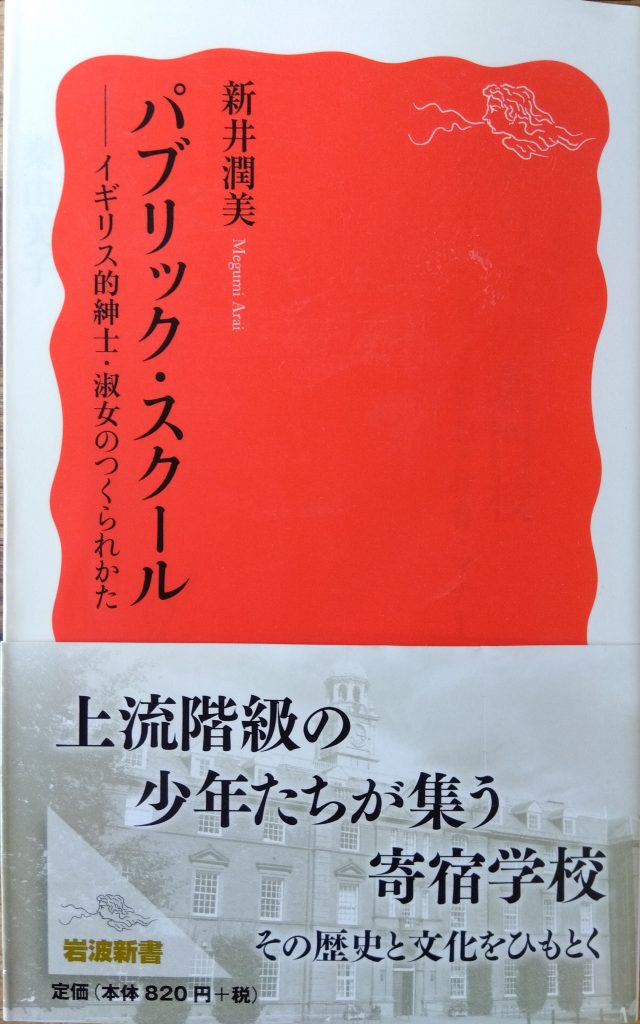 新井潤美 Megumi Arai
パブリック・スクール
──イギリス的紳士・淑女のつくられかた
上流階級の
少年たちが集う
寄宿学校
その歴史と文化をひもとく
岩波新書
定価(本体820円+税)